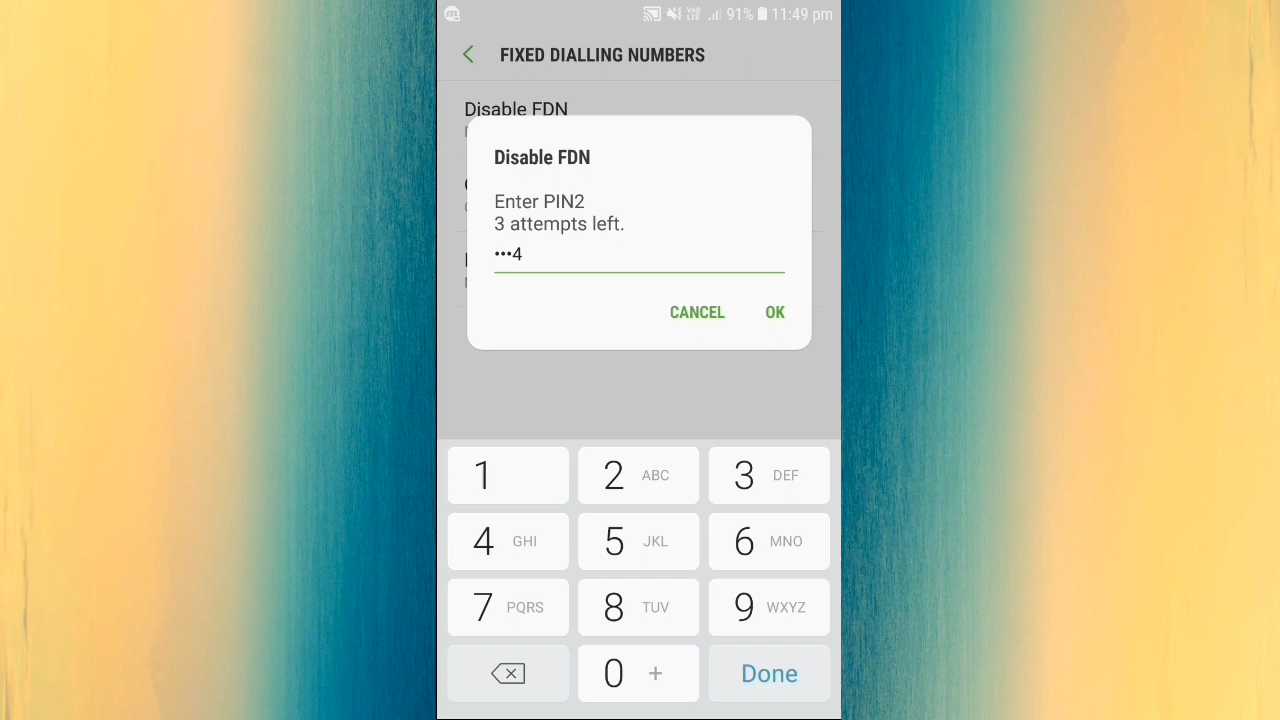 91% 11:49 pm
FIXED DIALLING NUMBERS
Disable FDN
Disable FDN
Enter PIN2
3 attempts left.
•••4
CANCEL OK
1 2 ABC 3 DEF
4 GHI 5 JKL 6 MNO
7 PQRS 8 TUV 9 WXYZ
0 + Done